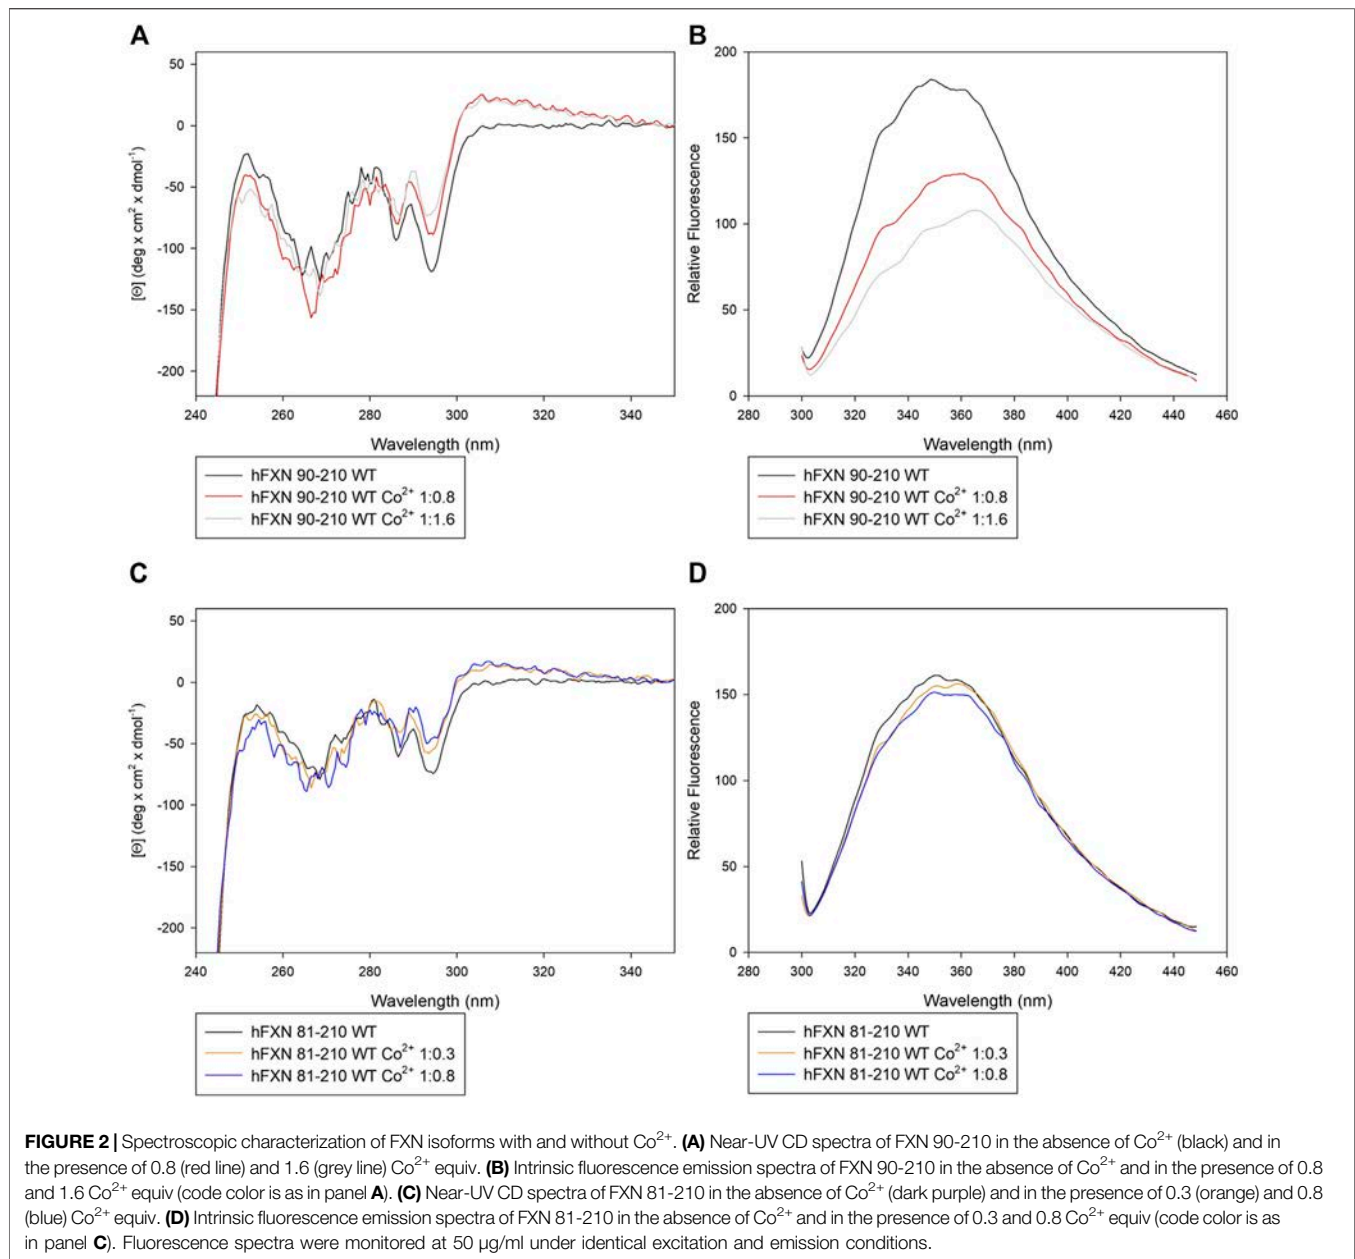 A
50
0
-50
-100
-150
-200
[Θ] (deg x cm² x dmol⁻¹)
240 260 280 300 320 340
Wavelength (nm)
hFXN 90-210 WT
hFXN 90-210 WT Co²⁺ 1:0.8
hFXN 90-210 WT Co²⁺ 1:1.6
B
200
150
100
50
0
Relative Fluorescence
280 300 320 340 360 380 400 420 440 460
Wavelength (nm)
hFXN 90-210 WT
hFXN 90-210 WT Co²⁺ 1:0.8
hFXN 90-210 WT Co²⁺ 1:1.6
C
50
0
-50
-100
-150
-200
[Θ] (deg x cm² x dmol⁻¹)
240 260 280 300 320 340
Wavelength (nm)
hFXN 81-210 WT
hFXN 81-210 WT Co²⁺ 1:0.3
hFXN 81-210 WT Co²⁺ 1:0.8
D
200
150
100
50
0
Relative Fluorescence
280 300 320 340 360 380 400 420 440 460
Wavelength (nm)
hFXN 81-210 WT
hFXN 81-210 WT Co²⁺ 1:0.3
hFXN 81-210 WT Co²⁺ 1:0.8
FIGURE 2 | Spectroscopic characterization of FXN isoforms with and without Co²⁺. (A) Near-UV CD spectra of FXN 90-210 in the absence of Co²⁺ (black) and in
the presence of 0.8 (red line) and 1.6 (grey line) Co²⁺ equiv. (B) Intrinsic fluorescence emission spectra of FXN 90-210 in the absence of Co²⁺ and in the presence of 0.8
and 1.6 Co²⁺ equiv (code color is as in panel A). (C) Near-UV CD spectra of FXN 81-210 in the absence of Co²⁺ (dark purple) and in the presence of 0.3 (orange) and 0.8
(blue) Co²⁺ equiv. (D) Intrinsic fluorescence emission spectra of FXN 81-210 in the absence of Co²⁺ and in the presence of 0.3 and 0.8 Co²⁺ equiv (code color is as
in panel C). Fluorescence spectra were monitored at 50 μg/ml under identical excitation and emission conditions.